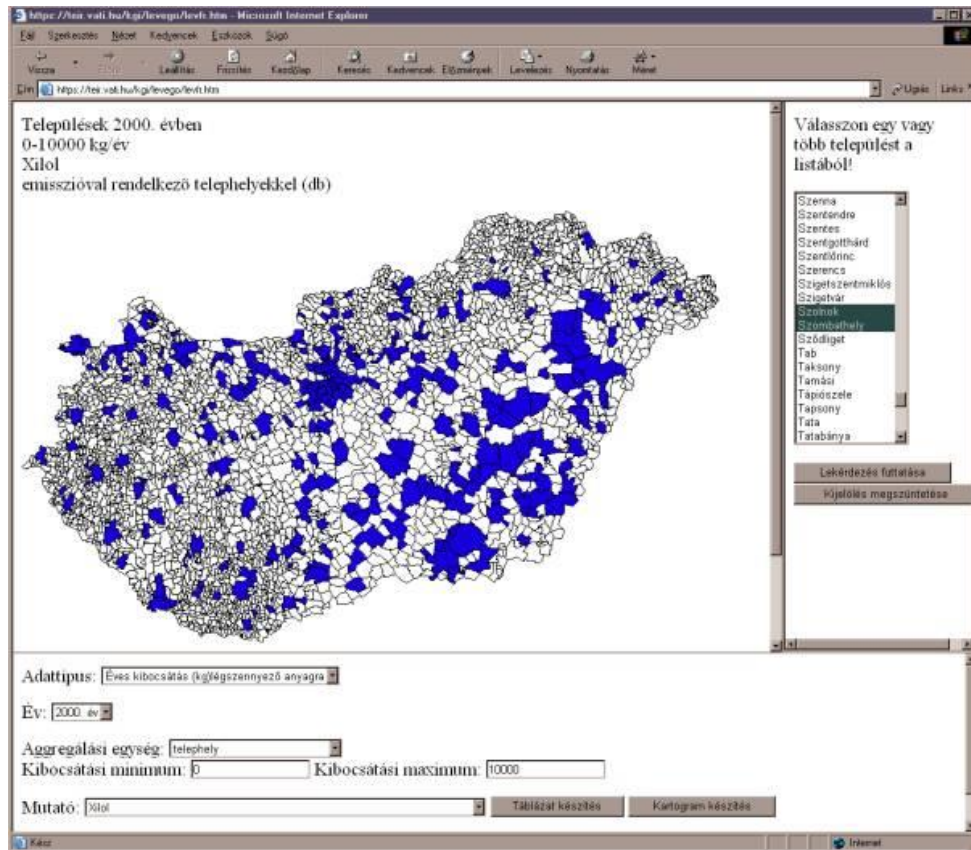 https://teir.vati.hu/kgi/levego/levfr.htm - Microsoft Internet Explorer
Fájl Szerkesztés Nézet Kedvencek Eszközök Súgó
Vissza Leállítás Frissítés Kezdőlap Keresés Kedvencek Előzmények Levelezés Nyomtatás Méret
Cím https://teir.vati.hu/kgi/levego/levfr.htm Ugrás Links
Települések 2000. évben
0-10000 kg/év
Xilol
emisszióval rendelkező telephelyekkel (db)
Válasszon egy vagy
több települést a
listából!
Szenna
Szentendre
Szentes
Szentgotthárd
Szentlőrinc
Szerencs
Szigetszentmiklós
Szigetvár
Szolnok
Szombathely
Sződliget
Tab
Taksony
Tamási
Tápiószele
Tapsony
Tata
Tatabánya
Lekérdezés futtatása
Kijelölés megszüntetése
Adattípus: Éves kibocsátás (kg)légszennyező anyagra
Év: 2000. év
Aggregálási egység: telephely
Kibocsátási minimum: 0 Kibocsátási maximum: 10000
Mutató: Xilol Táblázat készítés Kartogram készítés
Kész Internet